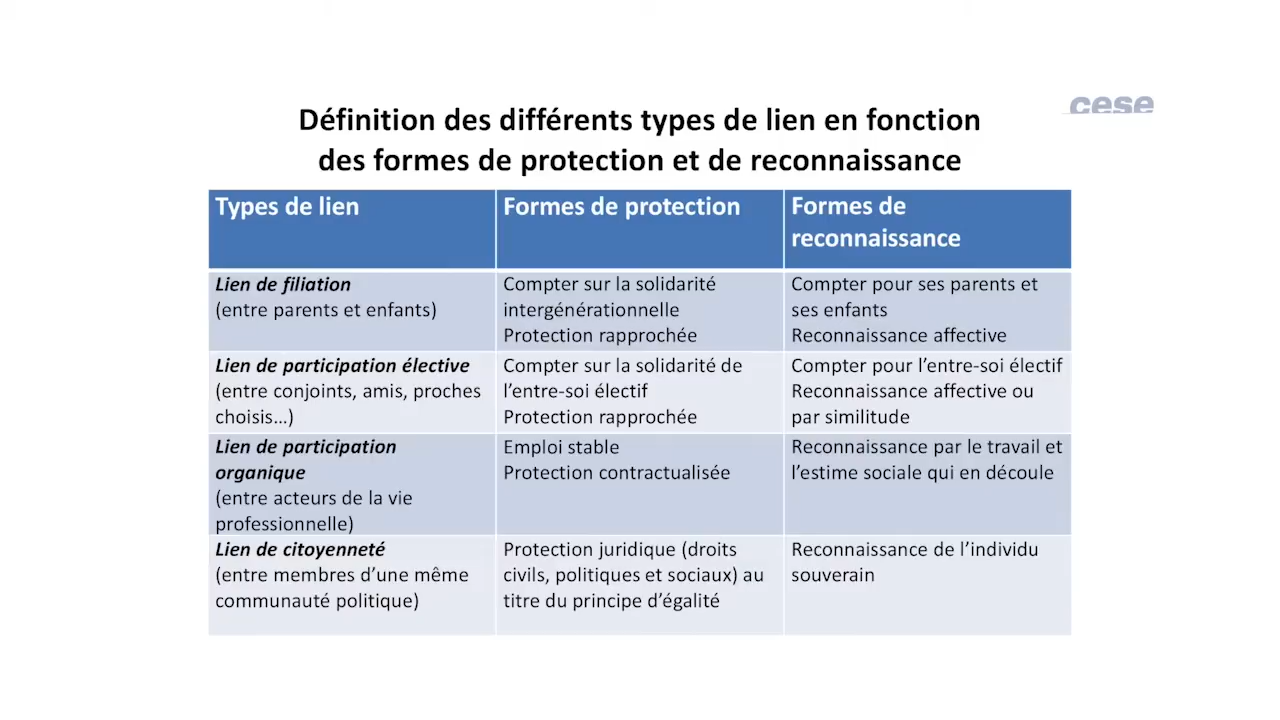 cese
Définition des différents types de lien en fonction
des formes de protection et de reconnaissance
Types de lien
Formes de protection
Formes de
reconnaissance
Lien de filiation
(entre parents et enfants)
Compter sur la solidarité
intergénérationnelle
Protection rapprochée
Compter pour ses parents et
ses enfants
Reconnaissance affective
Lien de participation élective
(entre conjoints, amis, proches
choisis…)
Compter sur la solidarité de
l’entre-soi électif
Protection rapprochée
Compter pour l’entre-soi électif
Reconnaissance affective ou
par similitude
Lien de participation
organique
(entre acteurs de la vie
professionnelle)
Emploi stable
Protection contractualisée
Reconnaissance par le travail et
l’estime sociale qui en découle
Lien de citoyenneté
(entre membres d’une même
communauté politique)
Protection juridique (droits
civils, politiques et sociaux) au
titre du principe d’égalité
Reconnaissance de l’individu
souverain